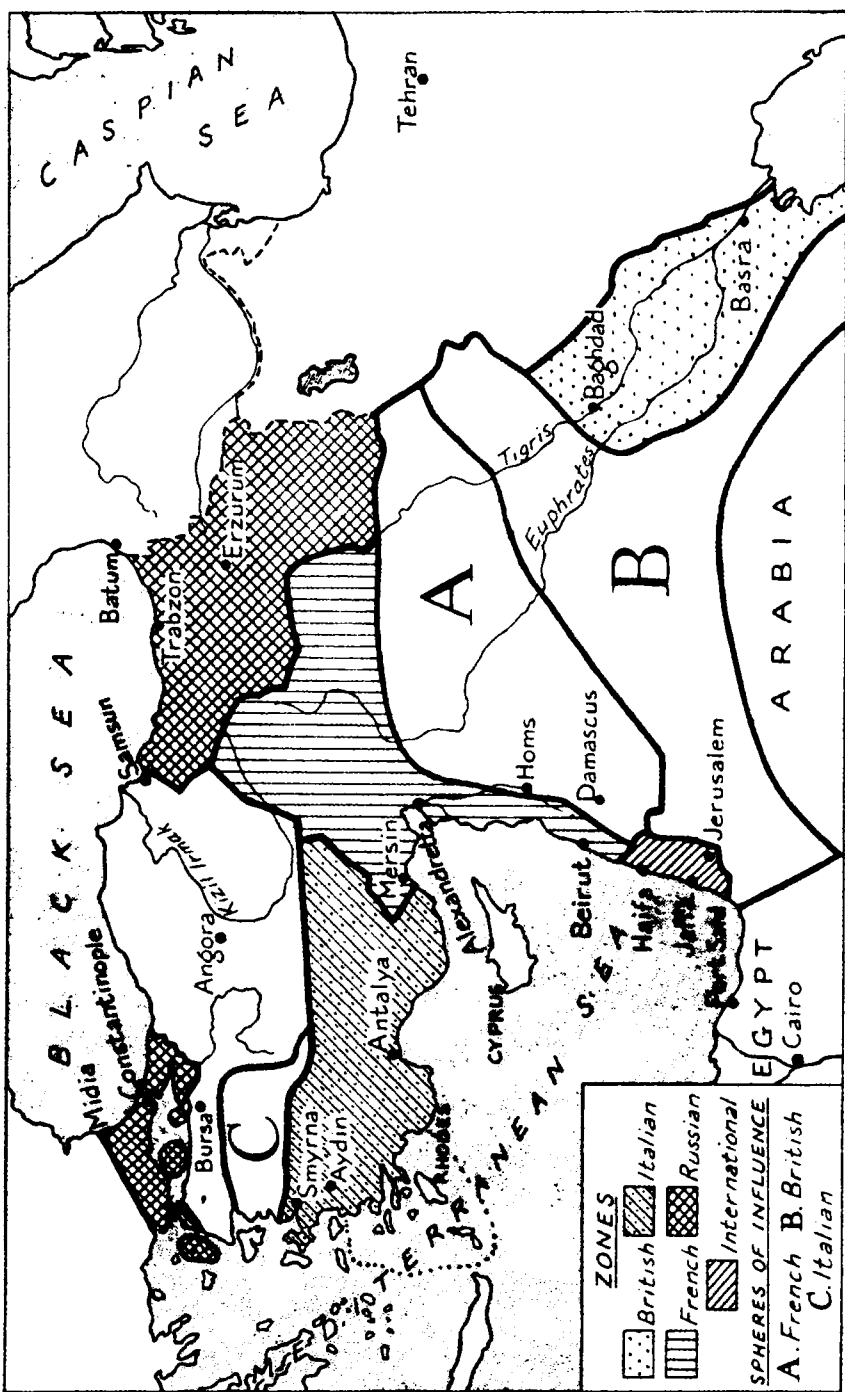 BLACK SEA
CASPIAN
SEA
Midia
Constantinople
Samsun
Batum
Trabzon
Erzurum
Tehran
Kizil Irmak
Angora
Bursa
C
Smyrna
Aydin
Antalya
Mersin
Alexandretta
RHODES
CYPRUS
MEDITERRANEAN
SEA
A
B
Tigris
Euphrates
Baghdad
Basra
Homs
Damascus
Beirut
Haifa
Jaffa
Jerusalem
Port Said
EGYPT
Cairo
ARABIA
ZONES
British
Italian
French
Russian
International
SPHERES OF INFLUENCE
A. French B. British
C. Italian